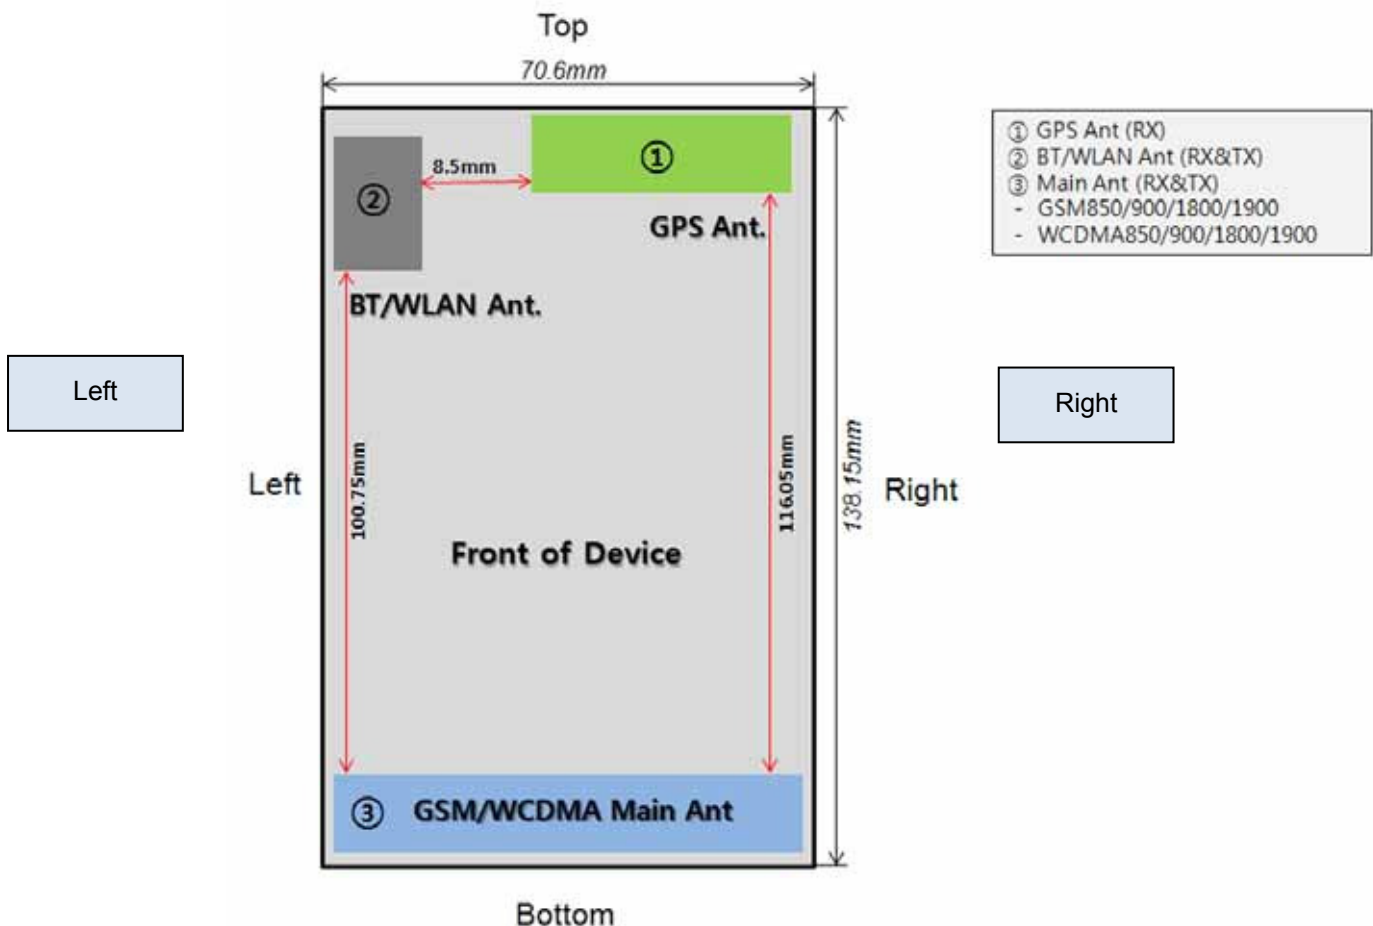 Top
70.6mm
① GPS Ant (RX)
② BT/WLAN Ant (RX&TX)
③ Main Ant (RX&TX)
- GSM850/900/1800/1900
- WCDMA850/900/1800/1900
①
8.5mm
②
GPS Ant.
BT/WLAN Ant.
Left
Right
100.75mm
116.05mm
138.15mm
Left
Right
Front of Device
③ GSM/WCDMA Main Ant
Bottom